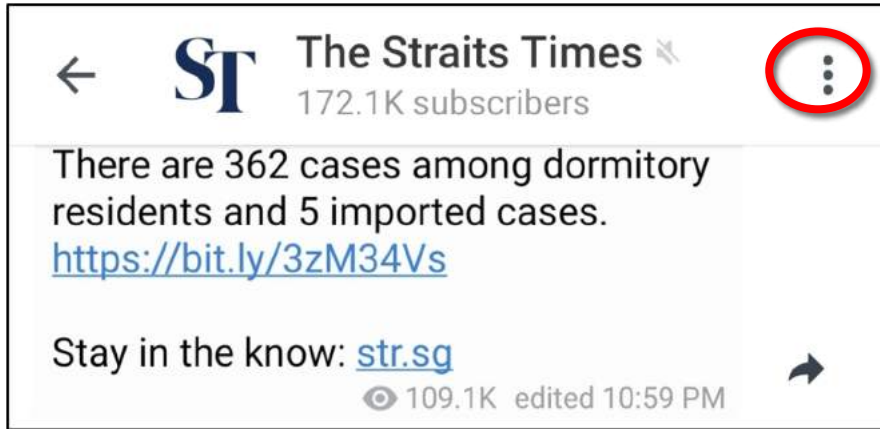 ST
The Straits Times
172.1K subscribers
There are 362 cases among dormitory
residents and 5 imported cases.
https://bit.ly/3zM34Vs
Stay in the know: str.sg
109.1K edited 10:59 PM